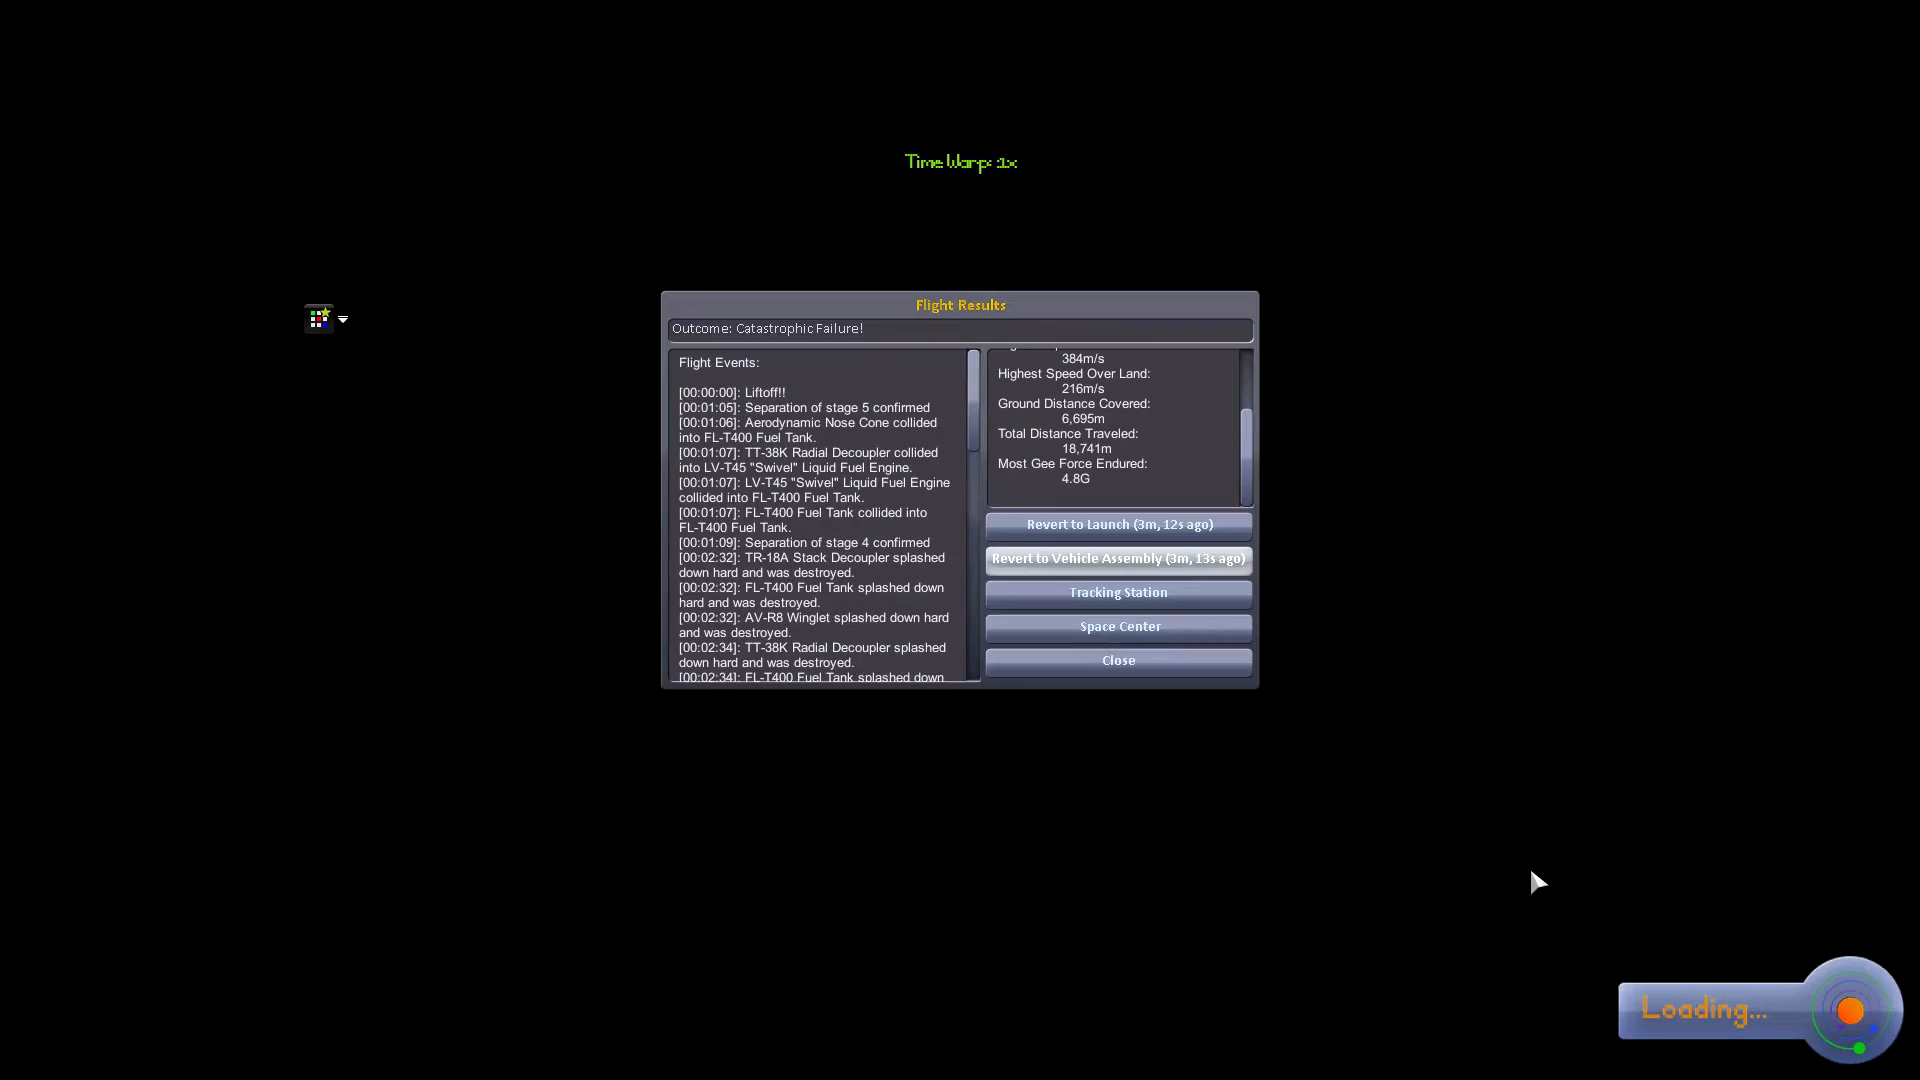 Time Warp: 1x
Flight Results
Outcome: Catastrophic Failure!
Flight Events:
[00:00:00]: Liftoff!!
[00:01:05]: Separation of stage 5 confirmed
[00:01:06]: Aerodynamic Nose Cone collided
into FL-T400 Fuel Tank.
[00:01:07]: TT-38K Radial Decoupler collided
into LV-T45 "Swivel" Liquid Fuel Engine.
[00:01:07]: LV-T45 "Swivel" Liquid Fuel Engine
collided into FL-T400 Fuel Tank.
[00:01:07]: FL-T400 Fuel Tank collided into
FL-T400 Fuel Tank.
[00:01:09]: Separation of stage 4 confirmed
[00:02:32]: TR-18A Stack Decoupler splashed
down hard and was destroyed.
[00:02:32]: FL-T400 Fuel Tank splashed down
hard and was destroyed.
[00:02:32]: AV-R8 Winglet splashed down hard
and was destroyed.
[00:02:34]: TT-38K Radial Decoupler splashed
down hard and was destroyed.
[00:02:34]: FL-T400 Fuel Tank splashed down
384m/s
Highest Speed Over Land:
216m/s
Ground Distance Covered:
6,695m
Total Distance Traveled:
18,741m
Most Gee Force Endured:
4.8G
Revert to Launch (3m, 12s ago)
Revert to Vehicle Assembly (3m, 13s ago)
Tracking Station
Space Center
Close
Loading...